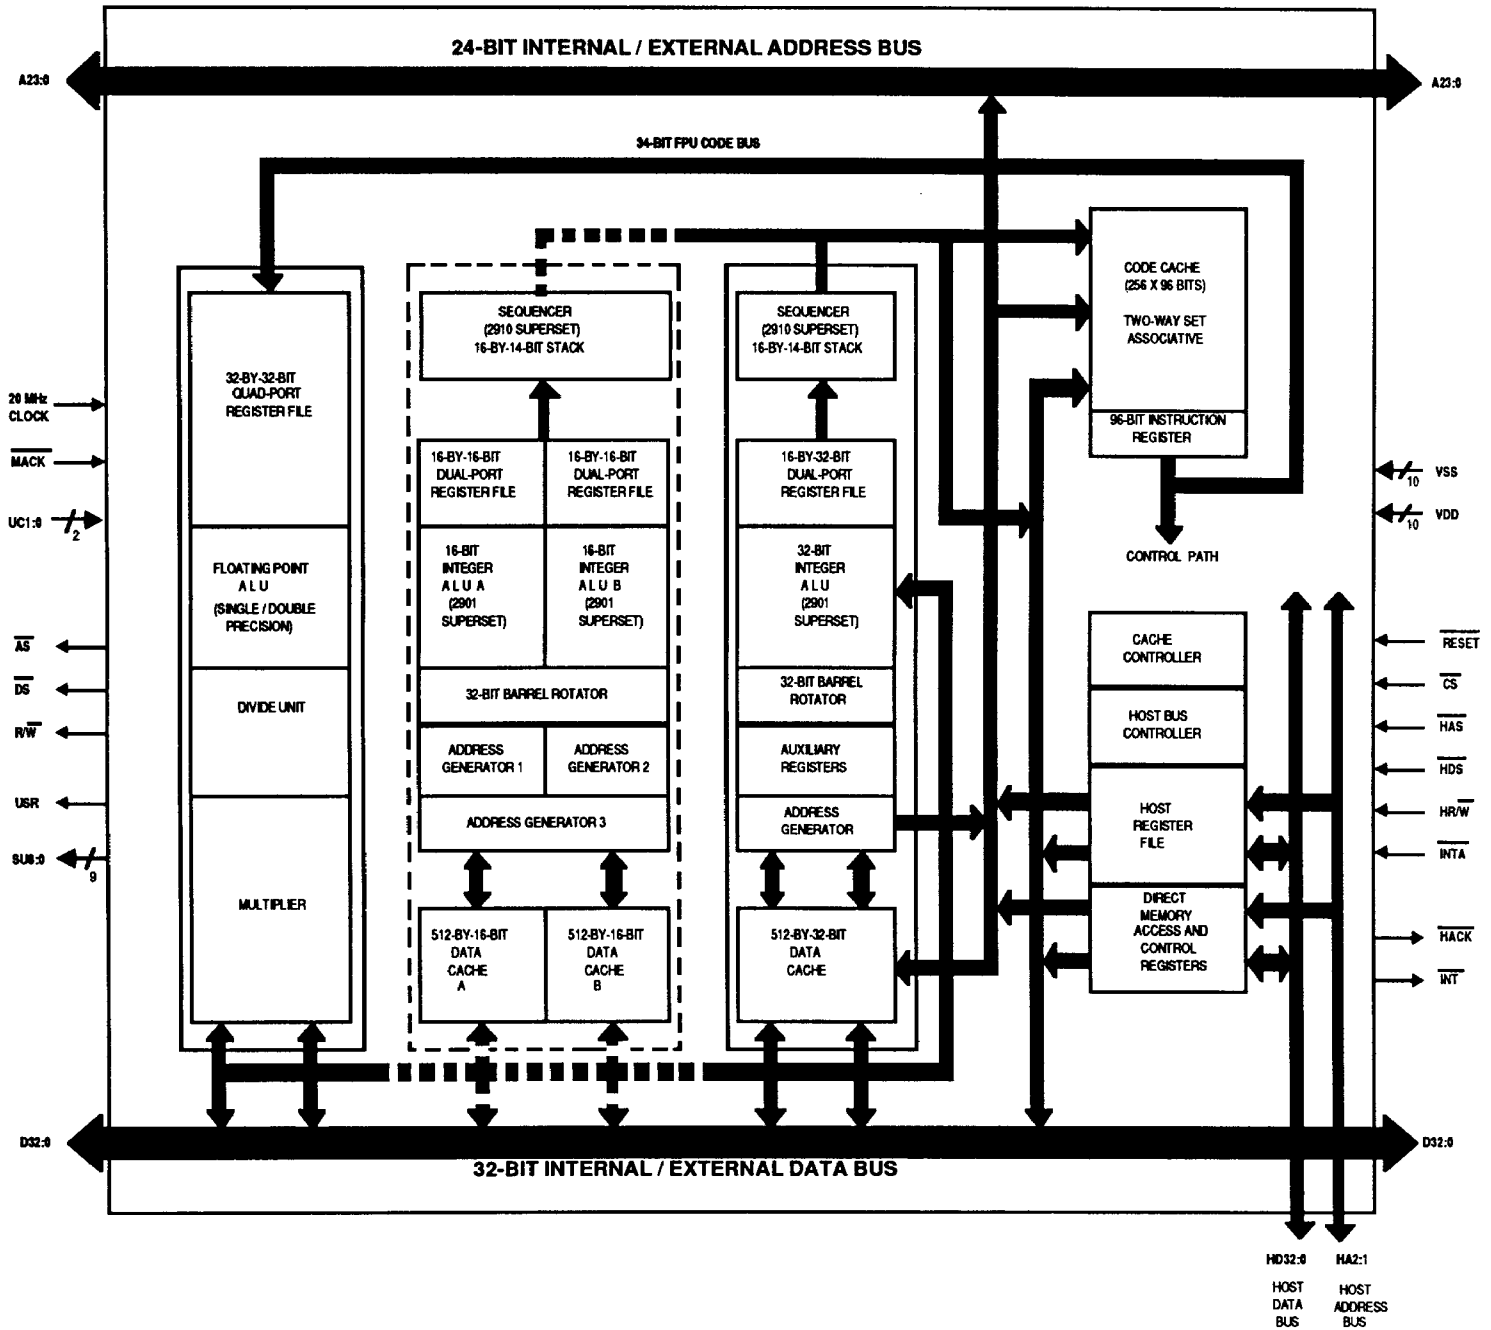 24-BIT INTERNAL / EXTERNAL ADDRESS BUS
A23:0
A23:0
34-BIT FPU CODE BUS
32-BY-32-BIT
QUAD-PORT
REGISTER FILE
FLOATING POINT
A L U
(SINGLE / DOUBLE
PRECISION)
DIVIDE UNIT
MULTIPLIER
SEQUENCER
(2910 SUPERSET)
16-BY-14-BIT STACK
16-BY-16-BIT
DUAL-PORT
REGISTER FILE
16-BY-16-BIT
DUAL-PORT
REGISTER FILE
16-BIT
INTEGER
A L U A
(2901
SUPERSET)
16-BIT
INTEGER
A L U B
(2901
SUPERSET)
32-BIT BARREL ROTATOR
ADDRESS
GENERATOR 1
ADDRESS
GENERATOR 2
ADDRESS GENERATOR 3
512-BY-16-BIT
DATA
CACHE
A
512-BY-16-BIT
DATA
CACHE
B
SEQUENCER
(2910 SUPERSET)
16-BY-14-BIT STACK
16-BY-32-BIT
DUAL-PORT
REGISTER FILE
32-BIT
INTEGER
A L U
(2901
SUPERSET)
32-BIT BARREL
ROTATOR
AUXILIARY
REGISTERS
ADDRESS
GENERATOR
512-BY-32-BIT
DATA
CACHE
CODE CACHE
(256 X 96 BITS)
TWO-WAY SET
ASSOCIATIVE
96-BIT INSTRUCTION
REGISTER
CONTROL PATH
CACHE
CONTROLLER
HOST BUS
CONTROLLER
HOST
REGISTER
FILE
DIRECT
MEMORY
ACCESS AND
CONTROL
REGISTERS
20 MHz
CLOCK
MACK
UC1:0
2
AS
DS
R/W
USR
SU8:0
9
VSS
10
VDD
10
RESET
CS
HAS
HDS
HR/W
INTA
HACK
INT
D32:0
D32:0
32-BIT INTERNAL / EXTERNAL DATA BUS
HD32:0
HOST
DATA
BUS
HA2:1
HOST
ADDRESS
BUS